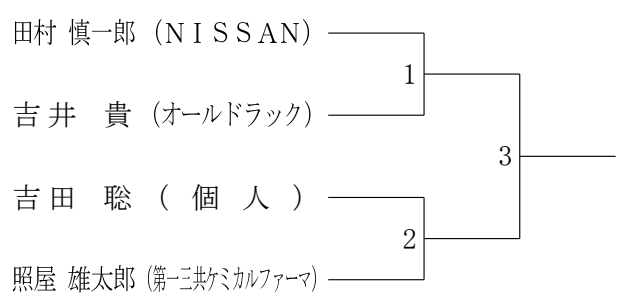 田村 慎一郎 (NISSAN)
1
吉井 貴 (オールドラック)
3
吉田 聡 (個人)
2
照屋 雄太郎 (第一三共ケミカルファーマ)